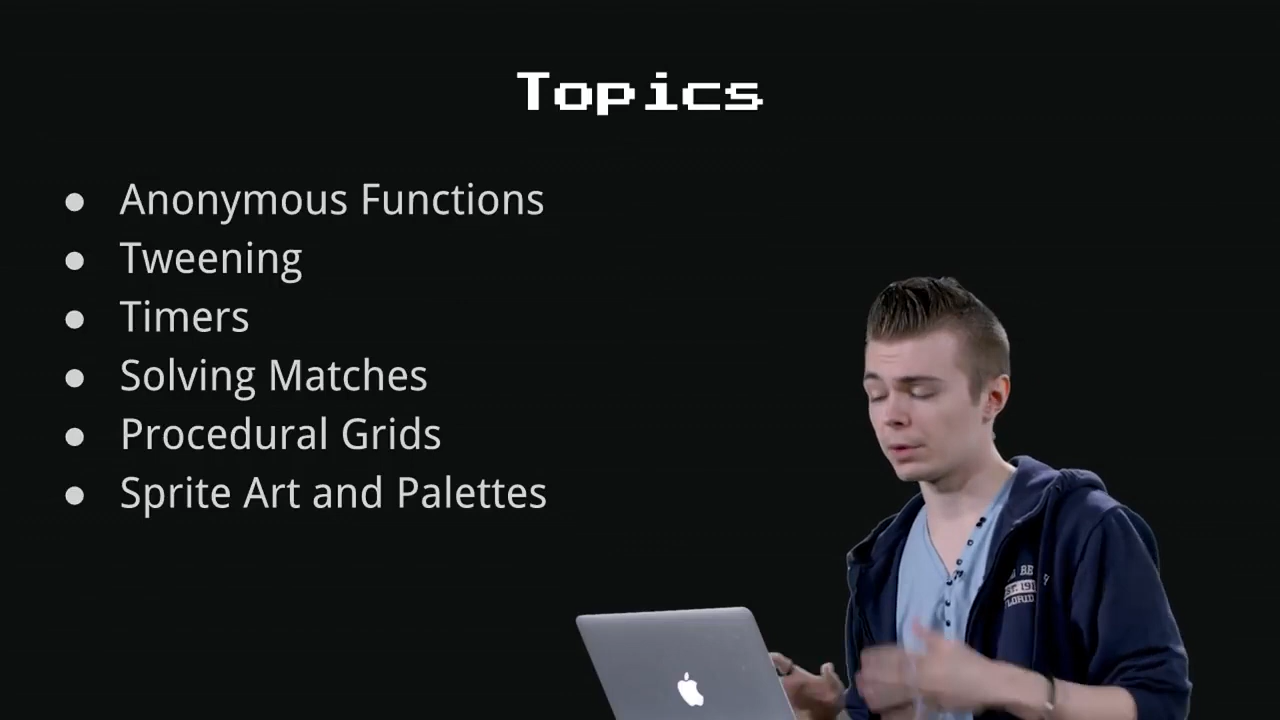 Topics
● Anonymous Functions
● Tweening
● Timers
● Solving Matches
● Procedural Grids
● Sprite Art and Palettes